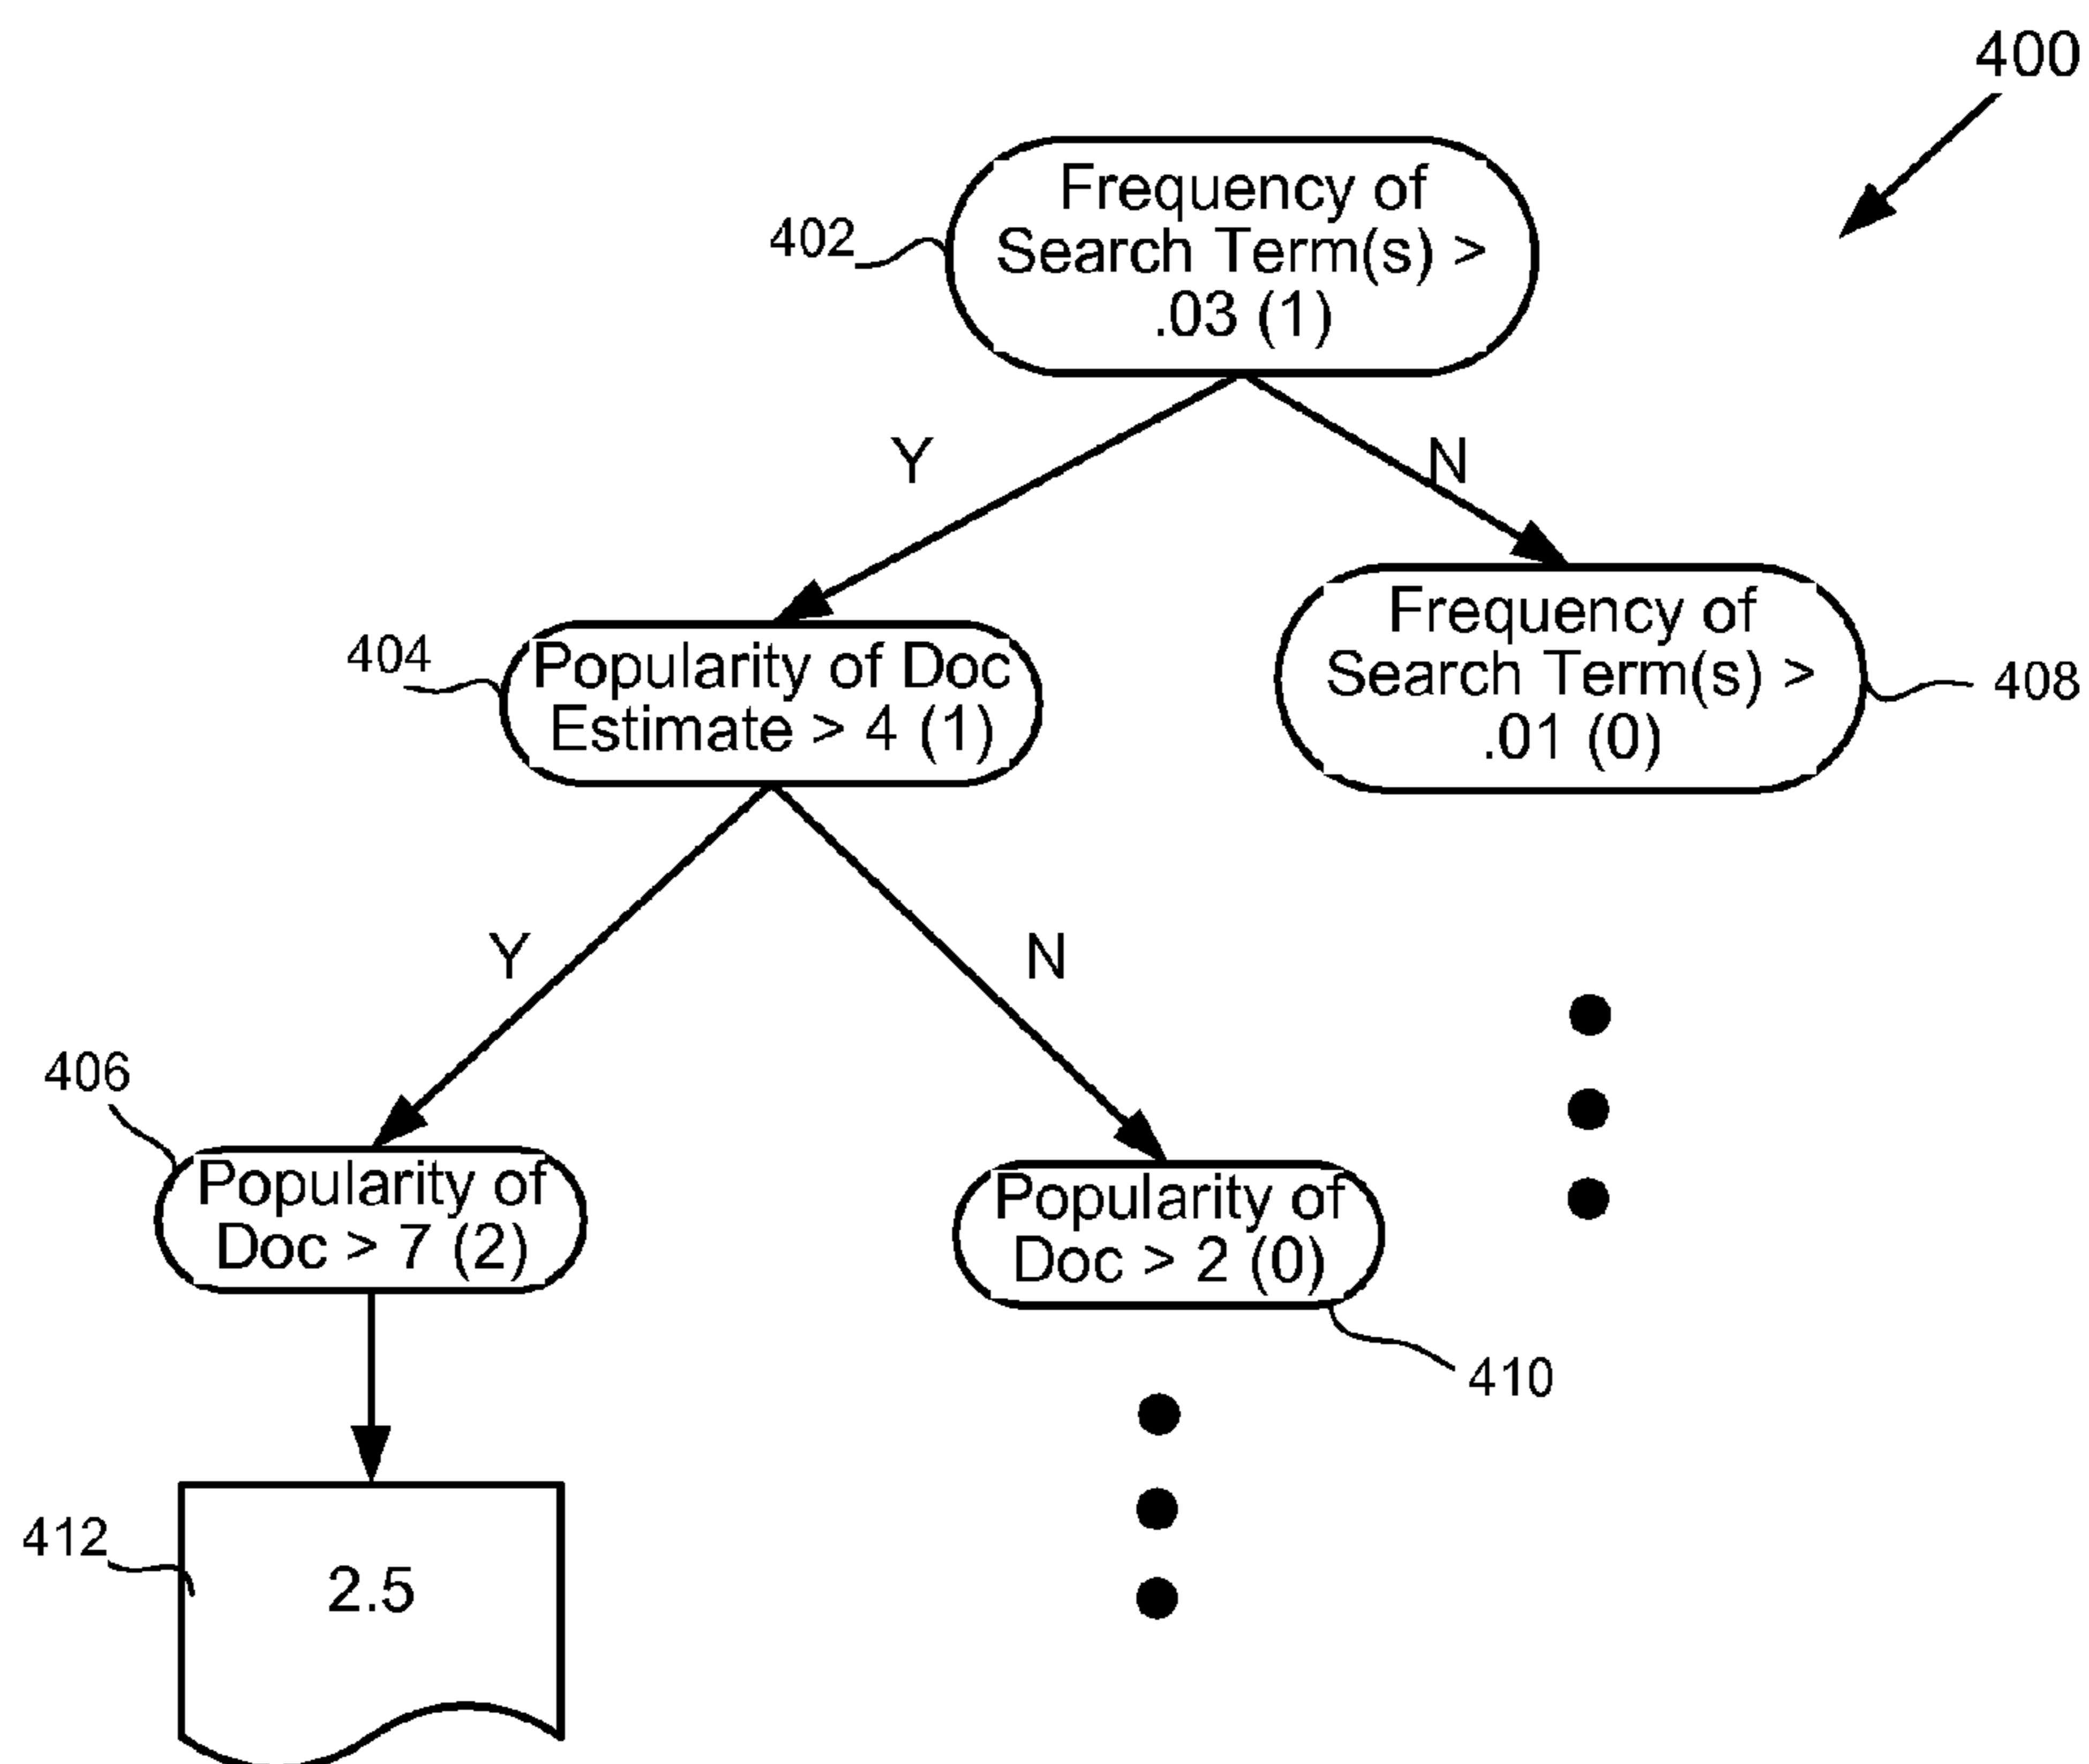 400
402
Frequency of
Search Term(s) >
.03 (1)
Y
N
404
Popularity of Doc
Estimate > 4 (1)
Frequency of
Search Term(s) >
.01 (0)
408
Y
N
406
Popularity of
Doc > 7 (2)
Popularity of
Doc > 2 (0)
410
412
2.5